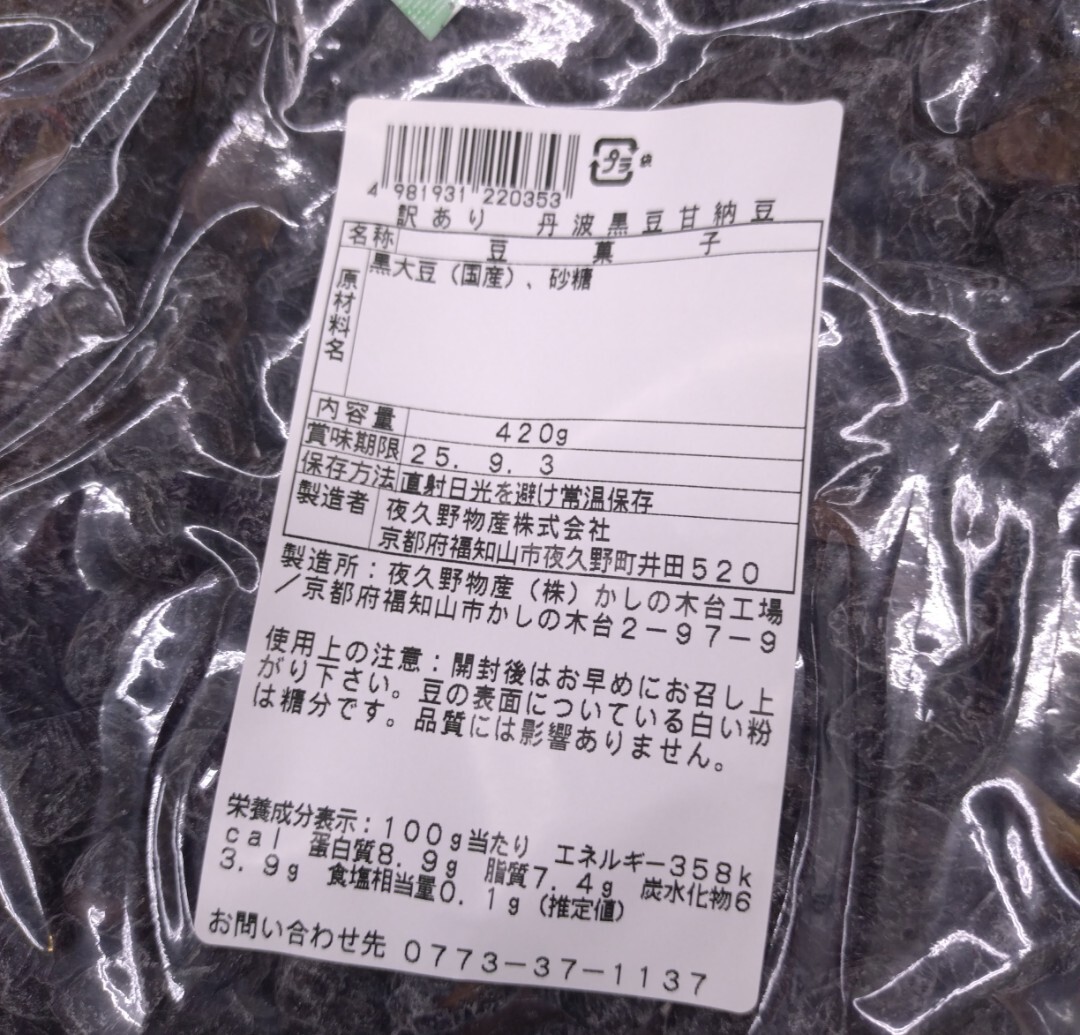 4 981931 220353
プラ 袋
訳あり 丹波黒豆甘納豆
名称 豆菓子
原材料名 黒大豆（国産）、砂糖
内容量 420g
賞味期限 25. 9. 3
保存方法 直射日光を避け常温保存
製造者 夜久野物産株式会社
京都府福知山市夜久野町井田520
製造所：夜久野物産（株）かしの木台工場
／京都府福知山市かしの木台2－97－9
使用上の注意：開封後はお早めにお召し上
がり下さい。豆の表面についている白い粉
は糖分です。品質には影響ありません。
栄養成分表示：100g当たり エネルギー358k
cal 蛋白質8.9g 脂質7.4g 炭水化物6
3.9g 食塩相当量0.1g（推定値）
お問い合わせ先 0773－37－1137